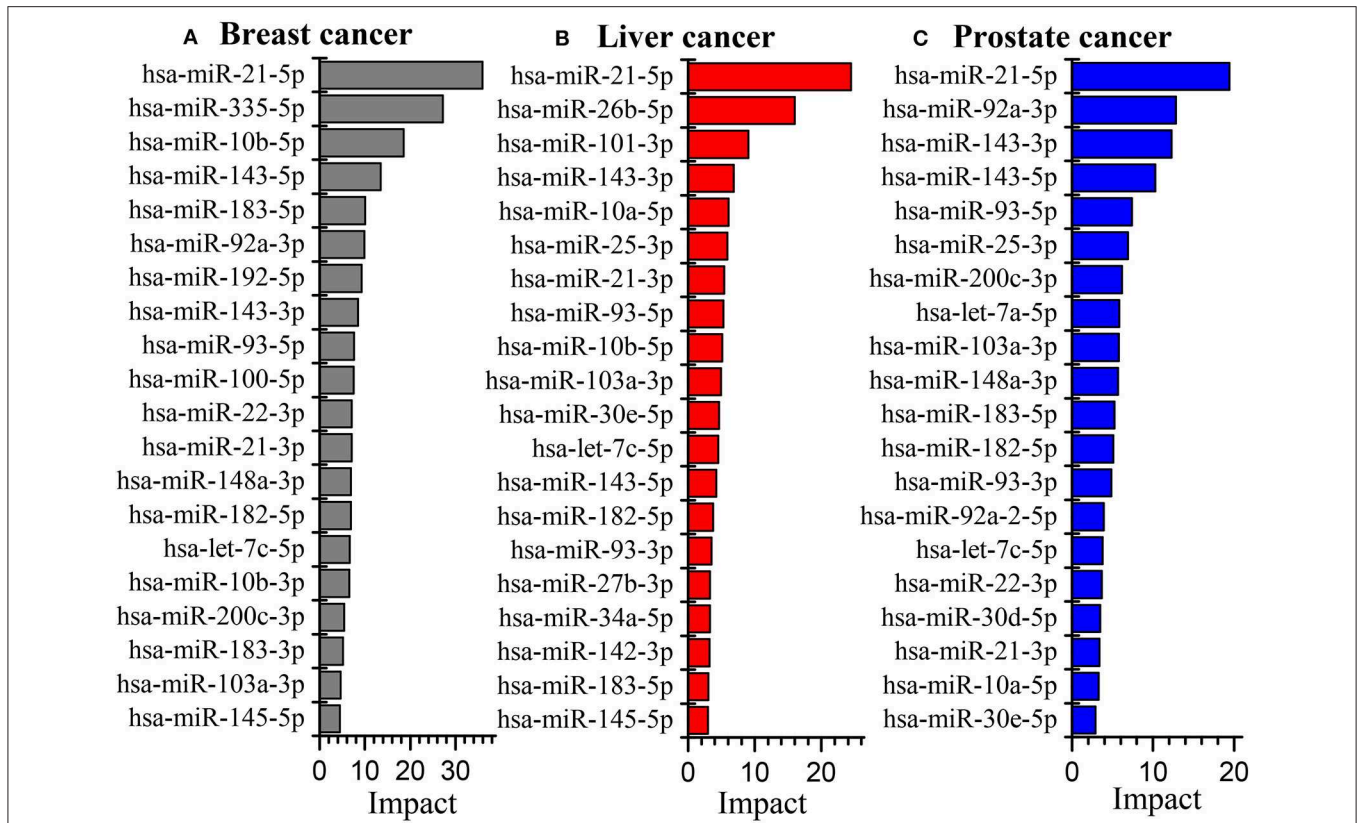 A Breast cancer
hsa-miR-21-5p
hsa-miR-335-5p
hsa-miR-10b-5p
hsa-miR-143-5p
hsa-miR-183-5p
hsa-miR-92a-3p
hsa-miR-192-5p
hsa-miR-143-3p
hsa-miR-93-5p
hsa-miR-100-5p
hsa-miR-22-3p
hsa-miR-21-3p
hsa-miR-148a-3p
hsa-miR-182-5p
hsa-let-7c-5p
hsa-miR-10b-3p
hsa-miR-200c-3p
hsa-miR-183-3p
hsa-miR-103a-3p
hsa-miR-145-5p
0 10 20 30
Impact
B Liver cancer
hsa-miR-21-5p
hsa-miR-26b-5p
hsa-miR-101-3p
hsa-miR-143-3p
hsa-miR-10a-5p
hsa-miR-25-3p
hsa-miR-21-3p
hsa-miR-93-5p
hsa-miR-10b-5p
hsa-miR-103a-3p
hsa-miR-30e-5p
hsa-let-7c-5p
hsa-miR-143-5p
hsa-miR-182-5p
hsa-miR-93-3p
hsa-miR-27b-3p
hsa-miR-34a-5p
hsa-miR-142-3p
hsa-miR-183-5p
hsa-miR-145-5p
0 10 20
Impact
C Prostate cancer
hsa-miR-21-5p
hsa-miR-92a-3p
hsa-miR-143-3p
hsa-miR-143-5p
hsa-miR-93-5p
hsa-miR-25-3p
hsa-miR-200c-3p
hsa-let-7a-5p
hsa-miR-103a-3p
hsa-miR-148a-3p
hsa-miR-183-5p
hsa-miR-182-5p
hsa-miR-93-3p
hsa-miR-92a-2-5p
hsa-let-7c-5p
hsa-miR-22-3p
hsa-miR-30d-5p
hsa-miR-21-3p
hsa-miR-10a-5p
hsa-miR-30e-5p
0 10 20
Impact